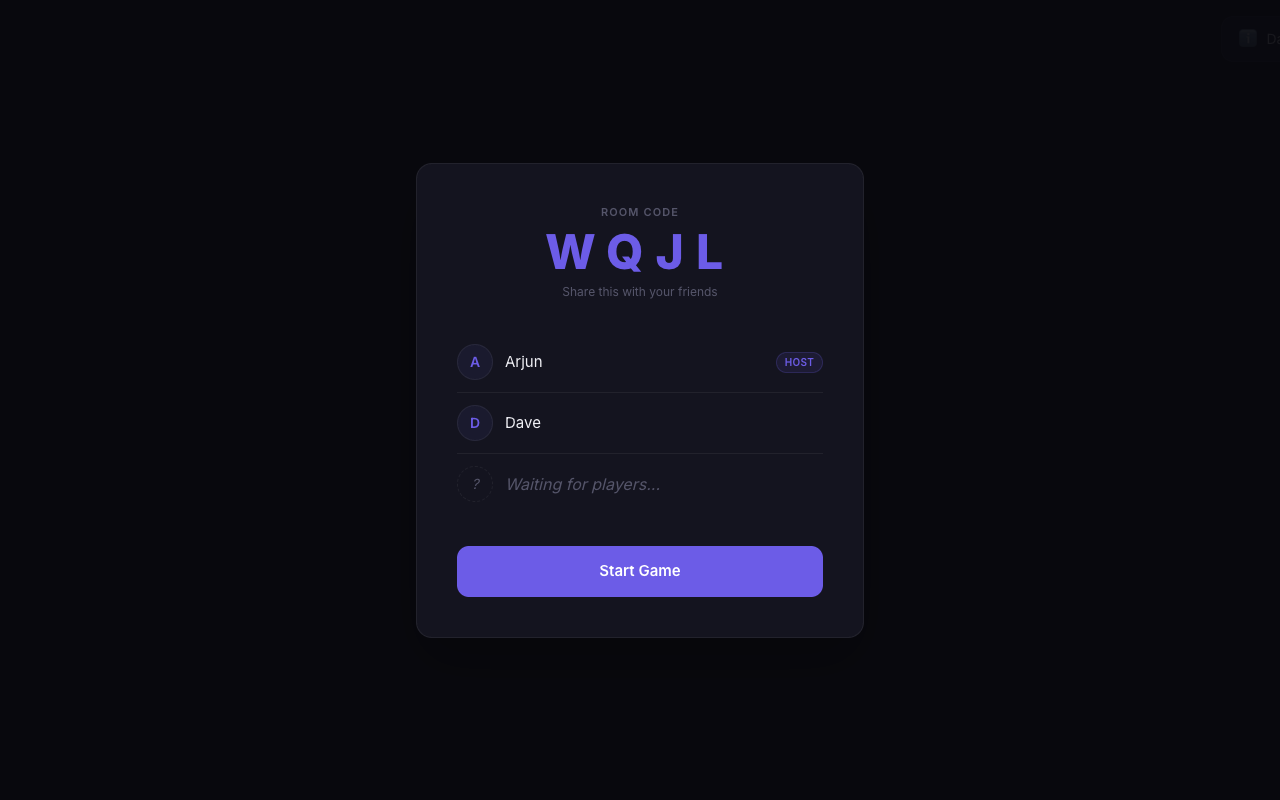 ROOM CODE
WQJL
Share this with your friends
A Arjun HOST
D Dave
? Waiting for players...
Start Game